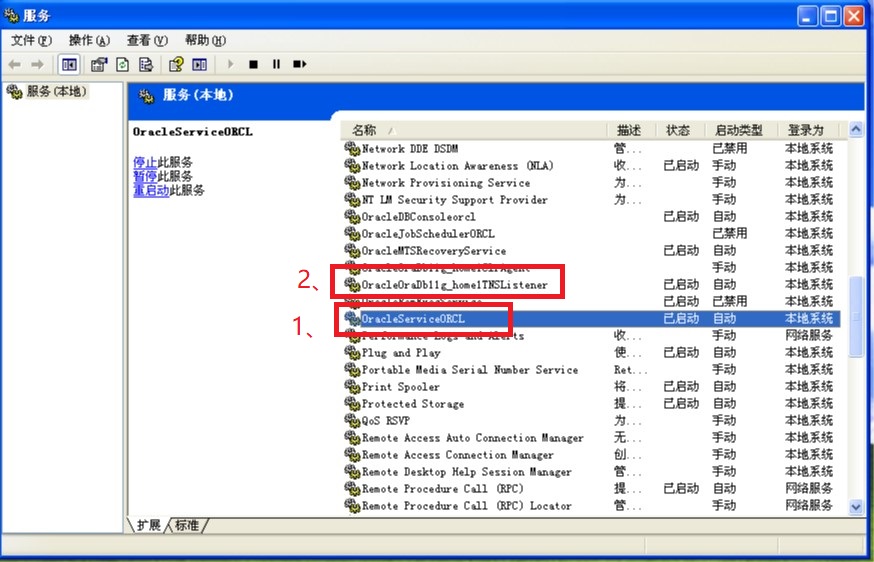 服务
文件(F) 操作(A) 查看(V) 帮助(H)
服务(本地)
服务(本地)
OracleServiceORCL
停止此服务
暂停此服务
重启动此服务
名称 描述 状态 启动类型 登录为
Network DDE DSDM 管... 已禁用 本地系统
Network Location Awareness (NLA) 收... 已启动 手动 本地系统
Network Provisioning Service 为... 手动 本地系统
NT LM Security Support Provider 为... 手动 本地系统
OracleDBConsoleorcl 已启动 自动 本地系统
OracleJobSchedulerORCL 已禁用 本地系统
OracleMTSRecoveryService 已启动 自动 本地系统
OracleOraDb11g_home1ClrAgent 手动 本地系统
2、 OracleOraDb11g_home1TNSListener 已启动 自动 本地系统
已启动 已禁用 本地系统
1、 OracleServiceORCL 已启动 自动 本地系统
Performance Logs and Alerts 收... 手动 网络服务
Plug and Play 使... 已启动 自动 本地系统
Portable Media Serial Number Service Ret... 手动 本地系统
Print Spooler 将... 已启动 自动 本地系统
Protected Storage 提... 已启动 自动 本地系统
QoS RSVP 为... 手动 本地系统
Remote Access Auto Connection Manager 无... 手动 本地系统
Remote Access Connection Manager 创... 手动 本地系统
Remote Desktop Help Session Manager 管... 手动 本地系统
Remote Procedure Call (RPC) 提... 已启动 自动 网络服务
Remote Procedure Call (RPC) Locator 管... 手动 网络服务
扩展 标准